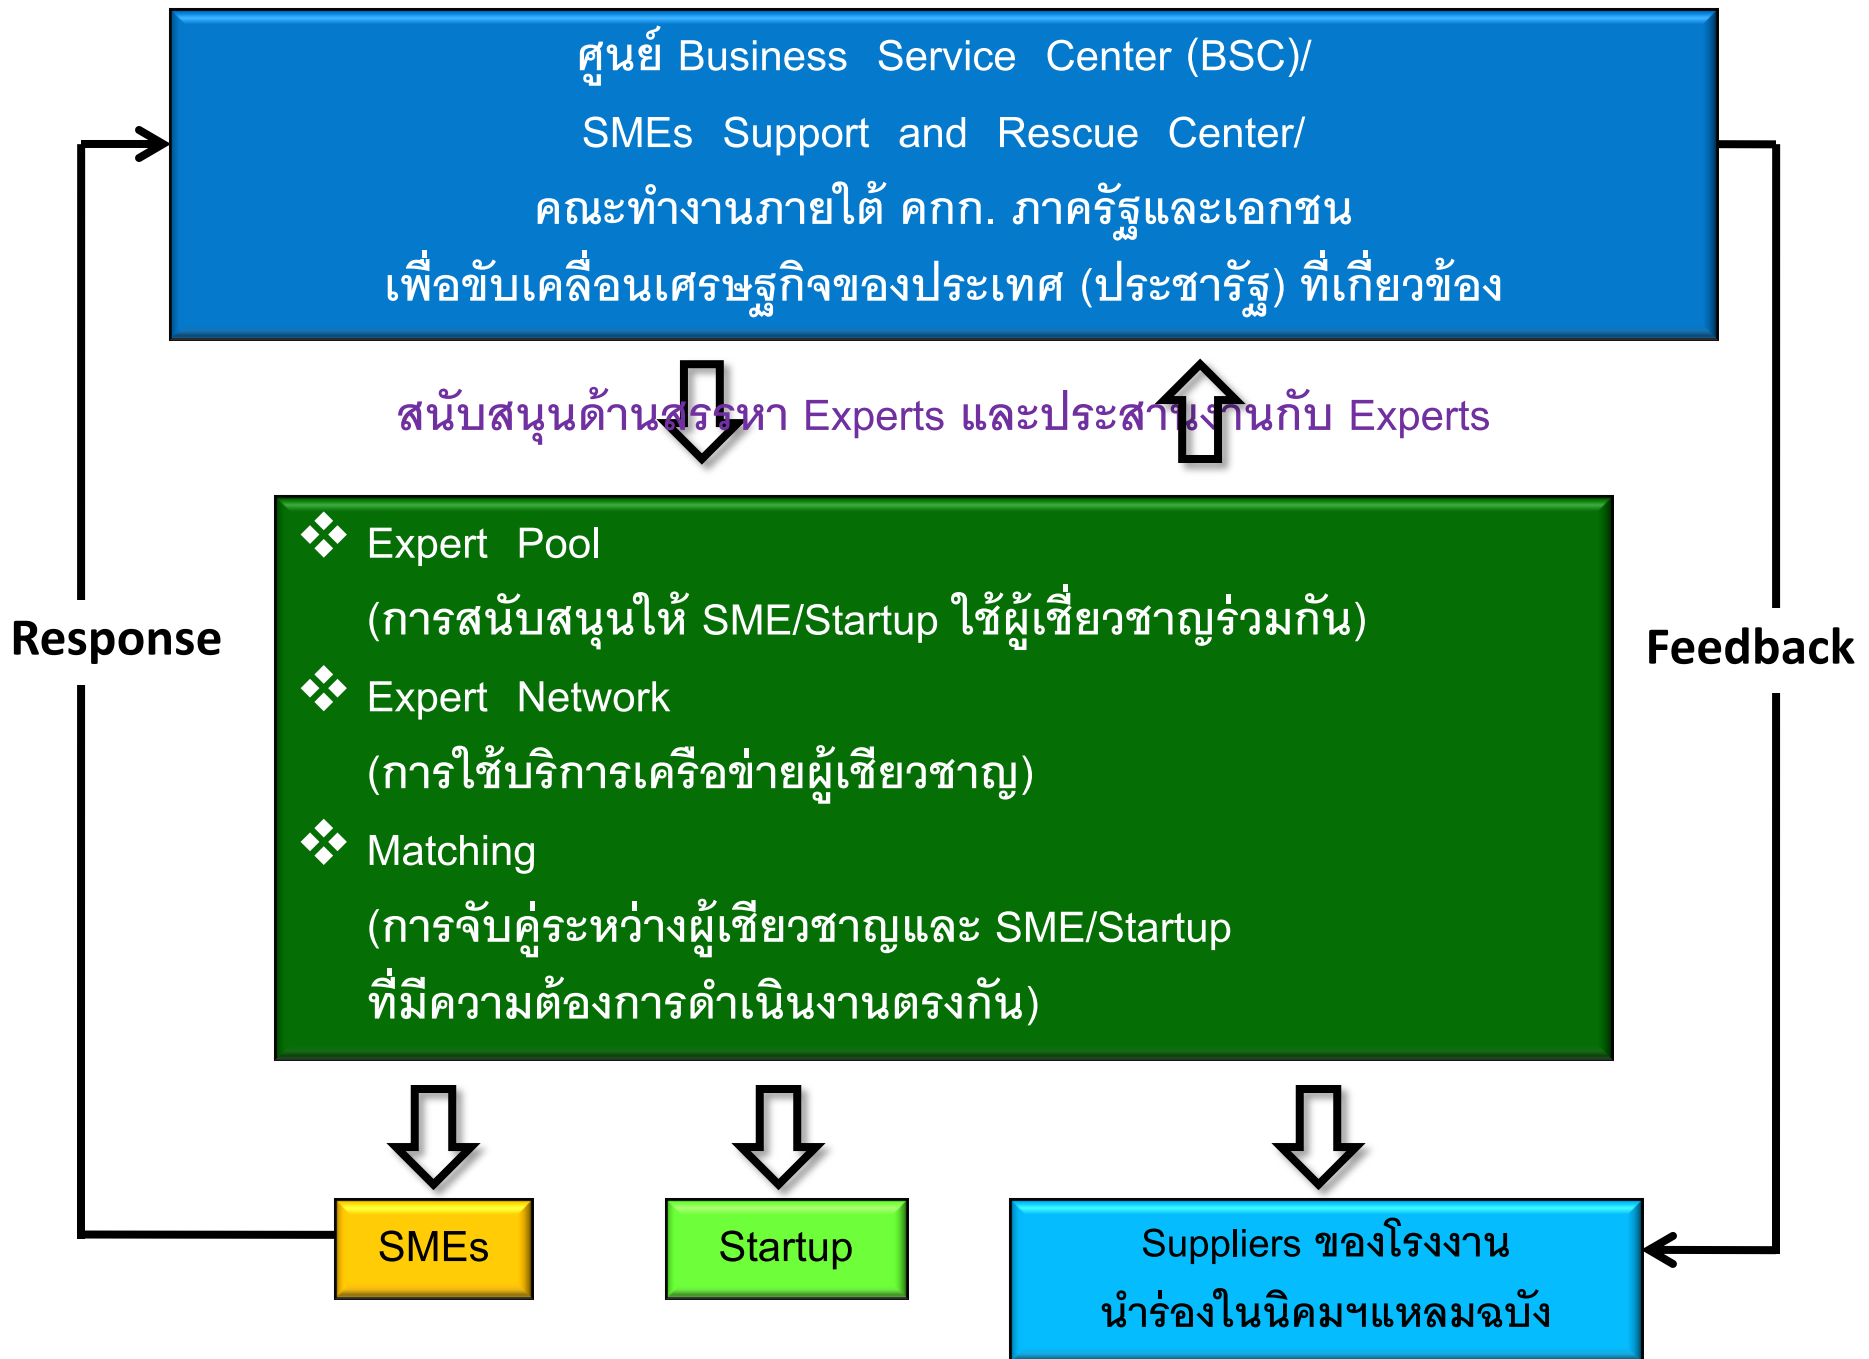 ศูนย์ Business Service Center (BSC)/
SMEs Support and Rescue Center/
คณะทำงานภายใต้ คกก. ภาครัฐและเอกชน
เพื่อขับเคลื่อนเศรษฐกิจของประเทศ (ประชารัฐ) ที่เกี่ยวข้อง
สนับสนุนด้านสรรหา Experts และประสานงานกับ Experts
Response
Feedback
❖ Expert Pool
(การสนับสนุนให้ SME/Startup ใช้ผู้เชี่ยวชาญร่วมกัน)
❖ Expert Network
(การใช้บริการเครือข่ายผู้เชียวชาญ)
❖ Matching
(การจับคู่ระหว่างผู้เชียวชาญและ SME/Startup
ที่มีความต้องการดำเนินงานตรงกัน)
SMEs
Startup
Suppliers ของโรงงาน
นำร่องในนิคมฯแหลมฉบัง